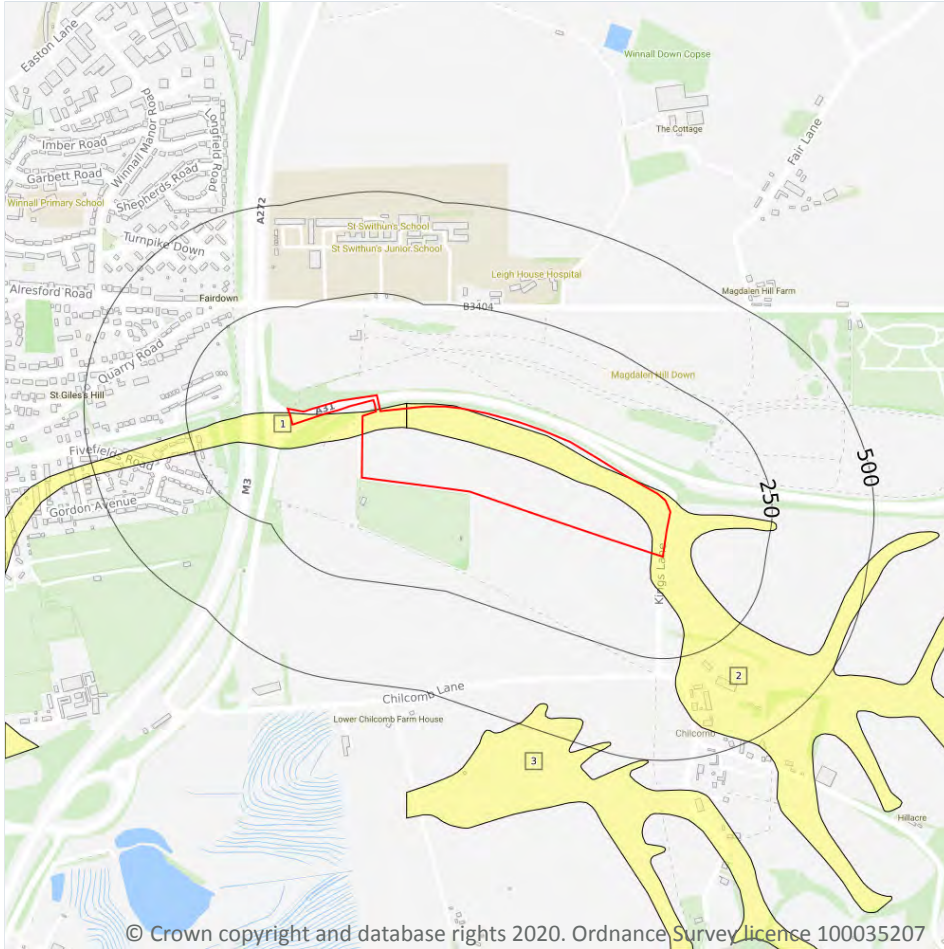 Easton Lane
Winnall Down Copse
The Cottage
Fair Lane
Imber Road
Winnall Manor Road
Longfield Road
Garbett Road
Shepherds Road
Winnall Primary School
A272
Turnpike Down
St Swithun's School
St Swithun's Junior School
Leigh House Hospital
Alresford Road
Fairdown
B3404
Magdalen Hill Farm
Quarry Road
Magdalen Hill Down
St Giles's Hill
A31
1
Fivefields Road
M3
Gordon Avenue
500
250
Kings Lane
2
Chilcomb Lane
Lower Chilcomb Farm House
Chilcomb
3
Hillacre
© Crown copyright and database rights 2020. Ordnance Survey licence 100035207